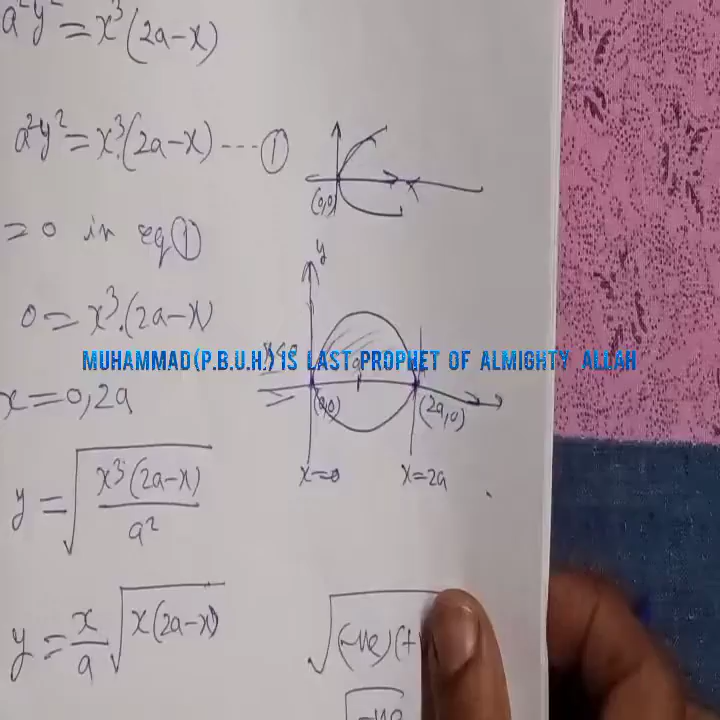 a²y² = x³(2a-x)
a²y² = x³.(2a-x) ---- ①
= 0 in eq ①
0 = x³.(2a-x)
x = 0, 2a
y = √(x³.(2a-x)/a²)
y = x/a √(x(2a-x))
(0,0)
x
y
MUHAMMAD(P.B.U.H.) IS LAST PROPHET OF ALMIGHTY ALLAH
(0,0)
(2a,0)
x=0
x=2a
√(-ve)(+
-ve